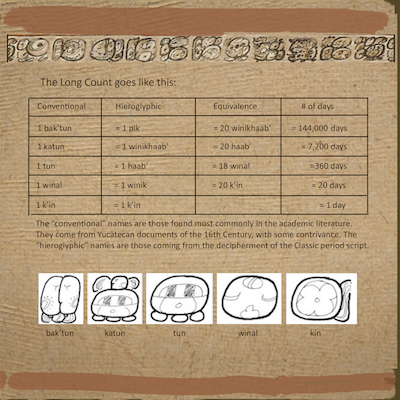 The Long Count goes like this:
Conventional Hieroglyphic Equivalence # of days
1 bak'tun = 1 pik = 20 winikhaab' = 144,000 days
1 katun = 1 winikhaab' = 20 haab' = 7,200 days
1 tun = 1 haab' = 18 winal =360 days
1 winal = 1 winik = 20 k'in = 20 days
1 k'in = 1 k'in = 1 day
The "conventional" names are those found most commonly in the academic literature.
They come from Yucatecan documents of the 16th Century, with some contrivance. The
"hieroglyphic" names are those coming from the decipherment of the Classic period script.
bak'tun katun tun winal kin